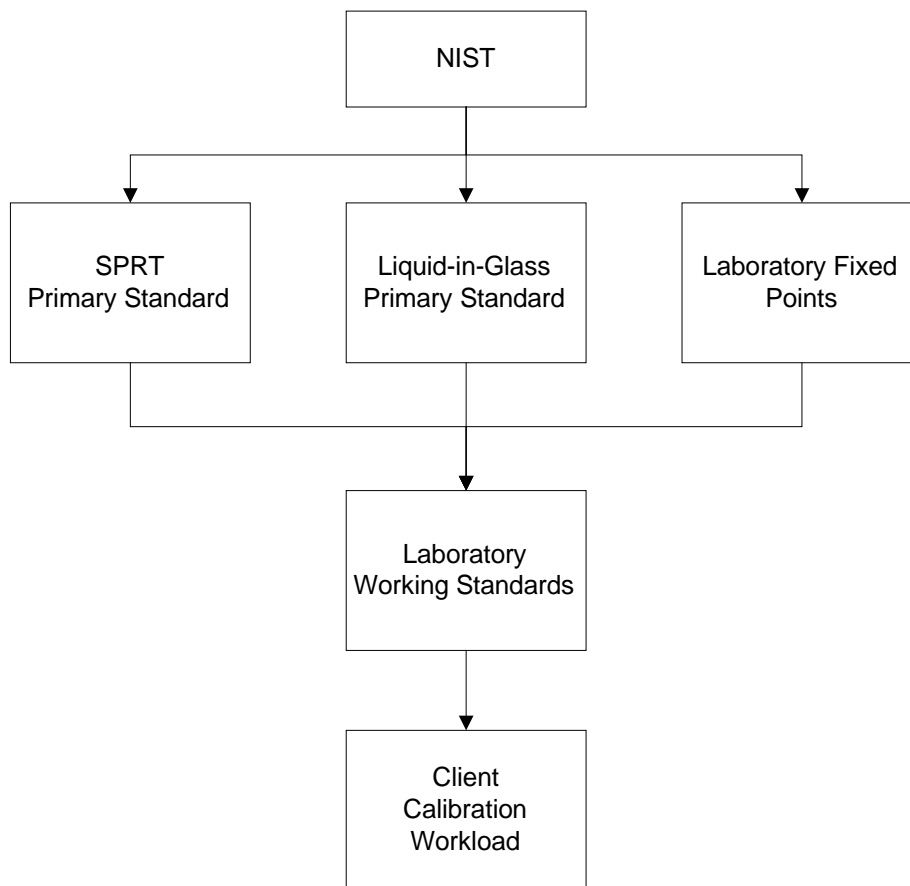 NIST
SPRT
Primary Standard
Liquid-in-Glass
Primary Standard
Laboratory Fixed
Points
Laboratory
Working Standards
Client
Calibration
Workload